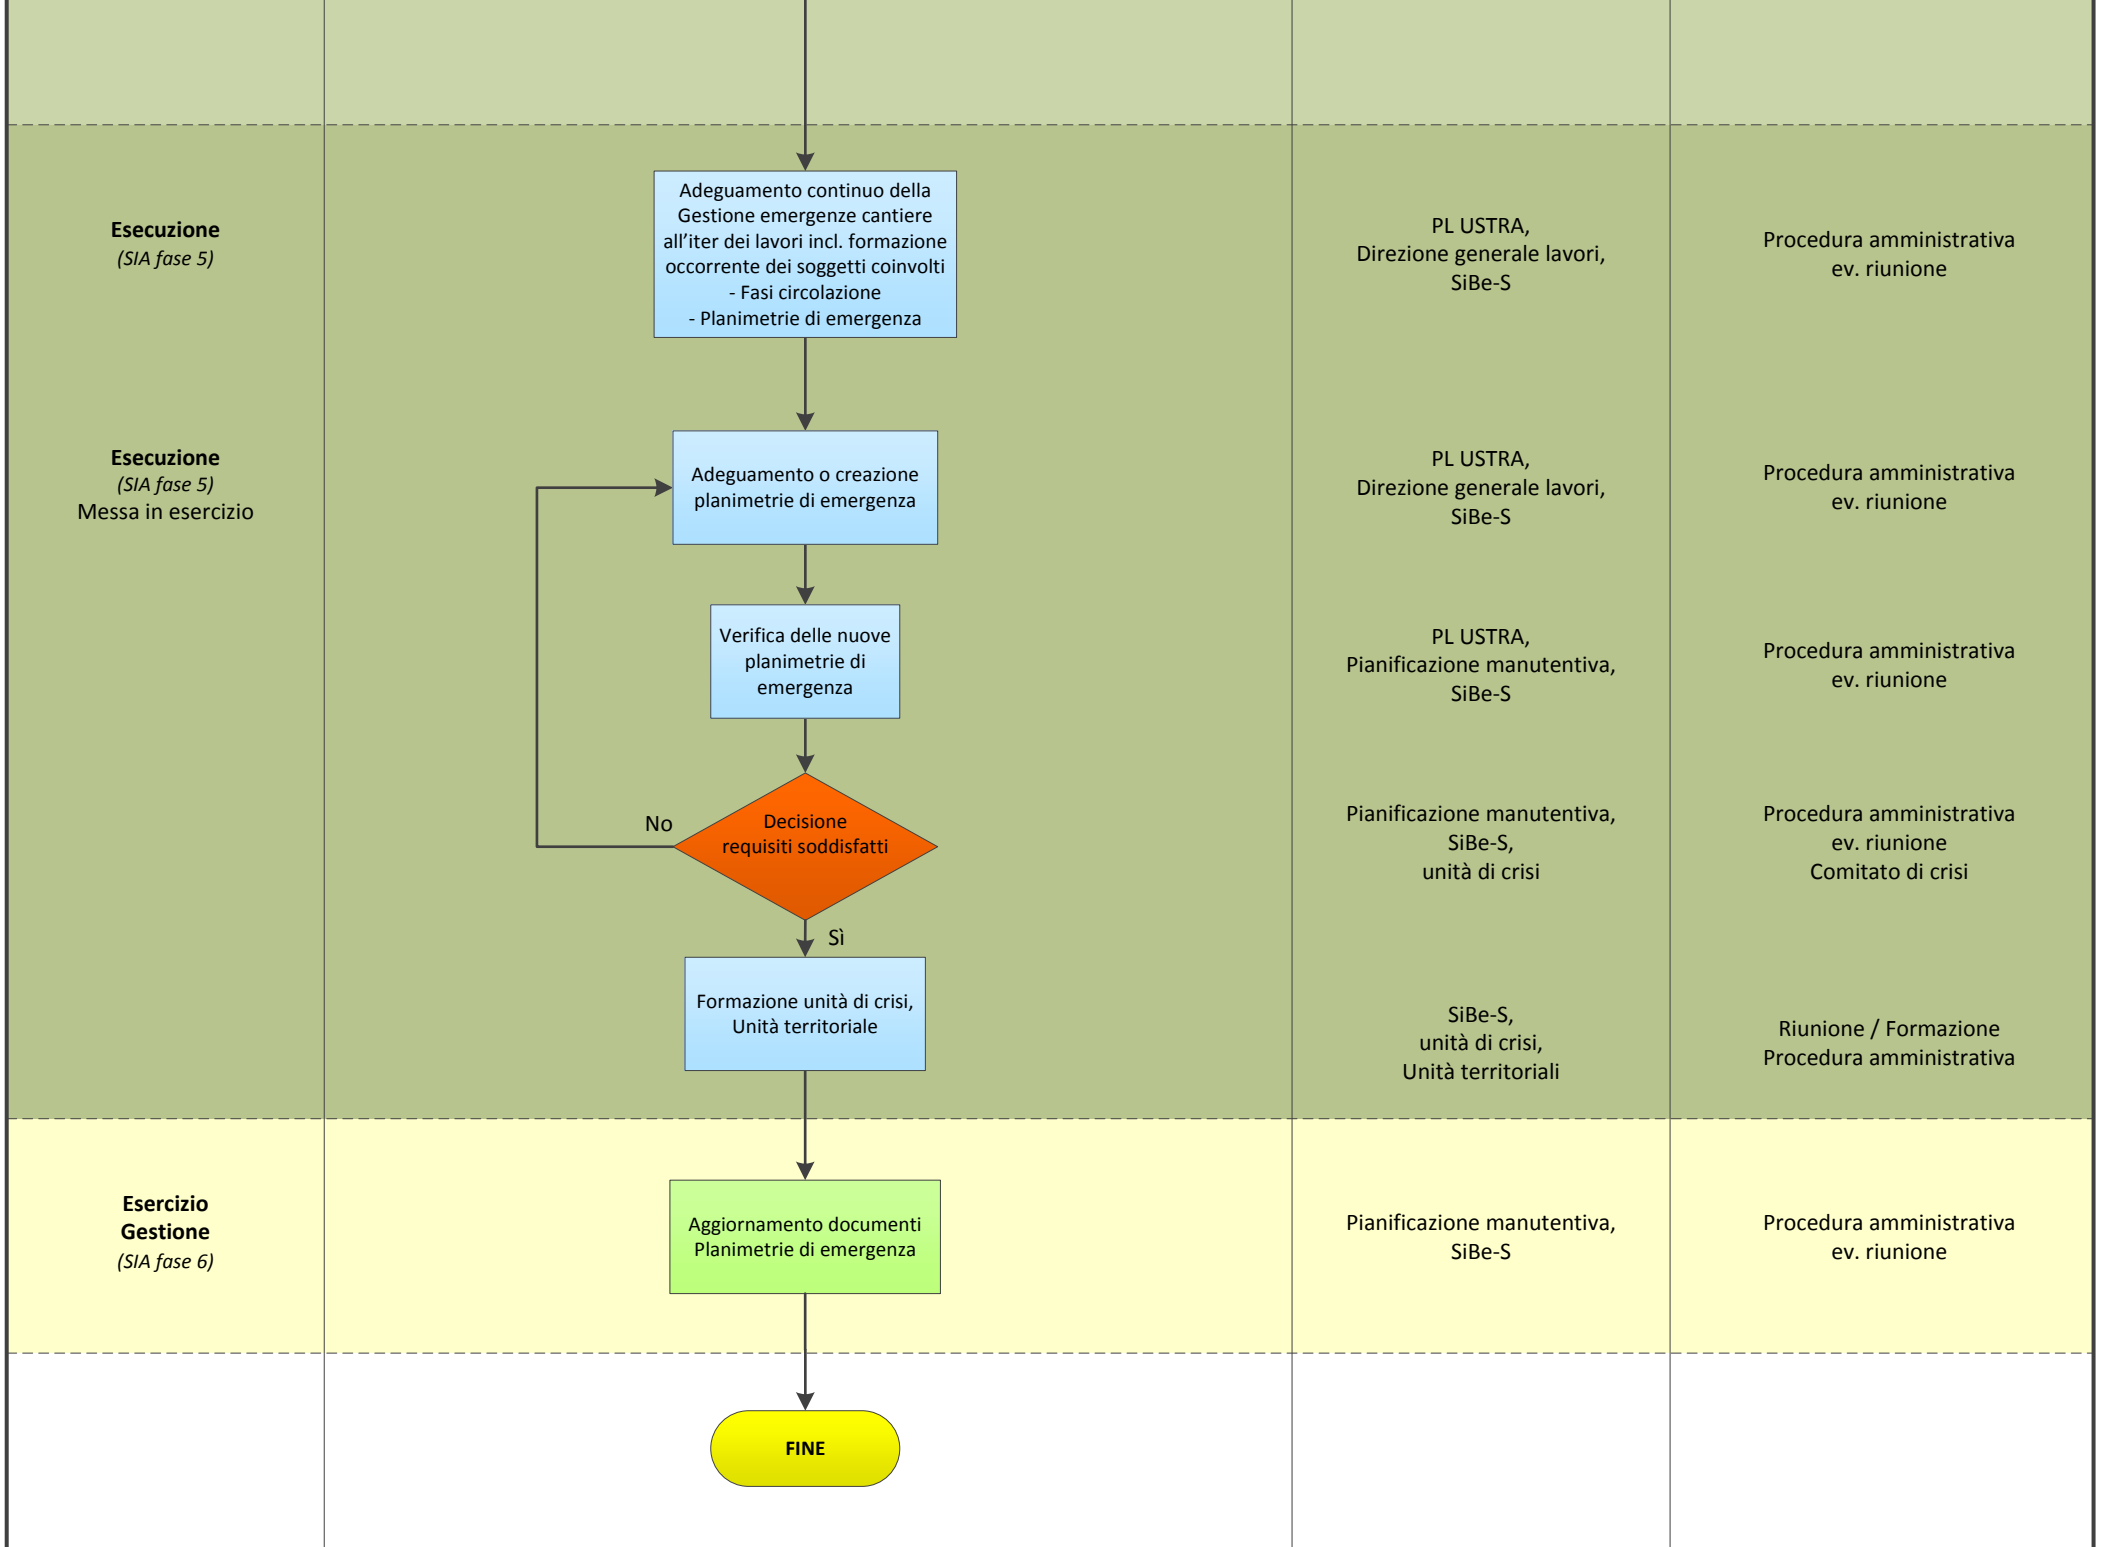 Esecuzione
(SIA fase 5)
Adeguamento continuo della
Gestione emergenze cantiere
all'iter dei lavori incl. formazione
occorrente dei soggetti coinvolti
- Fasi circolazione
- Planimetrie di emergenza
PL USTRA,
Direzione generale lavori,
SiBe-S
Procedura amministrativa
ev. riunione
Esecuzione
(SIA fase 5)
Messa in esercizio
Adeguamento o creazione
planimetrie di emergenza
PL USTRA,
Direzione generale lavori,
SiBe-S
Procedura amministrativa
ev. riunione
Verifica delle nuove
planimetrie di
emergenza
PL USTRA,
Pianificazione manutentiva,
SiBe-S
Procedura amministrativa
ev. riunione
No
Decisione
requisiti soddisfatti
Pianificazione manutentiva,
SiBe-S,
unità di crisi
Procedura amministrativa
ev. riunione
Comitato di crisi
Sì
Formazione unità di crisi,
Unità territoriale
SiBe-S,
unità di crisi,
Unità territoriali
Riunione / Formazione
Procedura amministrativa
Esercizio
Gestione
(SIA fase 6)
Aggiornamento documenti
Planimetrie di emergenza
Pianificazione manutentiva,
SiBe-S
Procedura amministrativa
ev. riunione
FINE